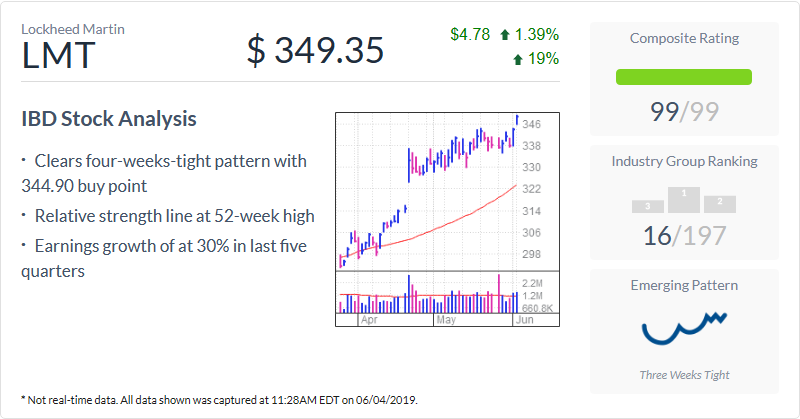 Lockheed Martin
LMT
$ 349.35
$4.78 1.39%
19%
IBD Stock Analysis
· Clears four-weeks-tight pattern with
344.90 buy point
· Relative strength line at 52-week high
· Earnings growth of at 30% in last five
quarters
346
338
330
322
314
306
298
2.2M
1.2M
660.8K
Apr May Jun
Composite Rating
99/99
Industry Group Ranking
3 1 2
16/197
Emerging Pattern
Three Weeks Tight
* Not real-time data. All data shown was captured at 11:28AM EDT on 06/04/2019.